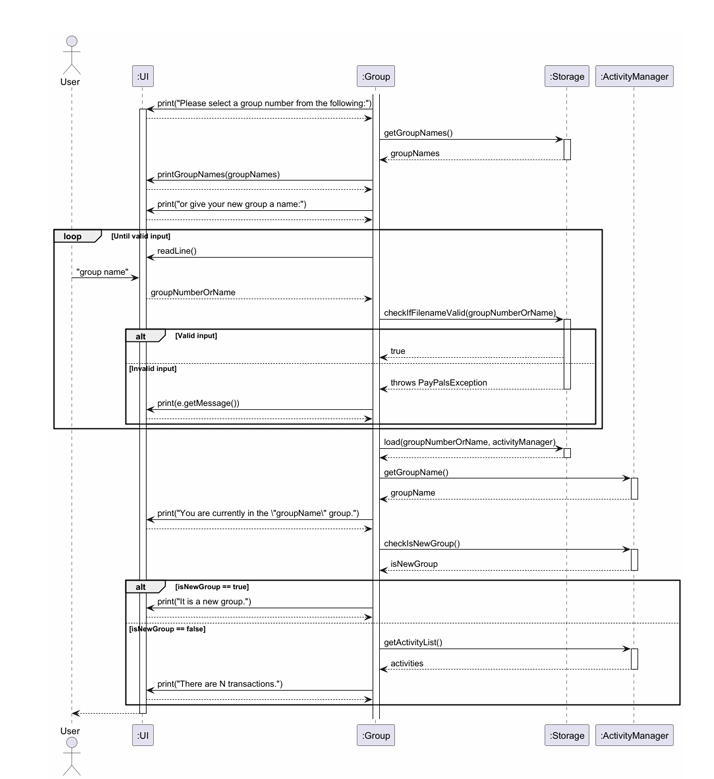 User
:UI
:Group
:Storage
:ActivityManager
print("Please select a group number from the following:")
getGroupNames()
groupNames
printGroupNames(groupNames)
print("or give your new group a name:")
loop
[Until valid input]
readLine()
"group name"
groupNumberOrName
checkIfFilenameValid(groupNumberOrName)
alt
[Valid input]
true
[Invalid input]
throws PayPalsException
print(e.getMessage())
load(groupNumberOrName, activityManager)
getGroupName()
groupName
print("You are currently in the \"groupName\" group.")
checkIsNewGroup()
isNewGroup
alt
[isNewGroup == true]
print("It is a new group.")
[isNewGroup == false]
getActivityList()
activities
print("There are N transactions.")
User
:UI
:Group
:Storage
:ActivityManager